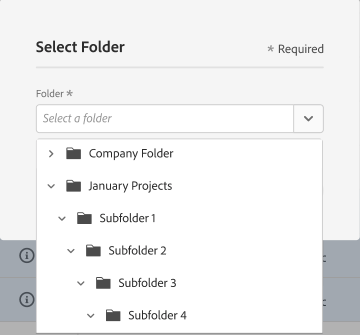 Select Folder
* Required
Folder *
Select a folder
Company Folder
January Projects
Subfolder 1
Subfolder 2
Subfolder 3
Subfolder 4